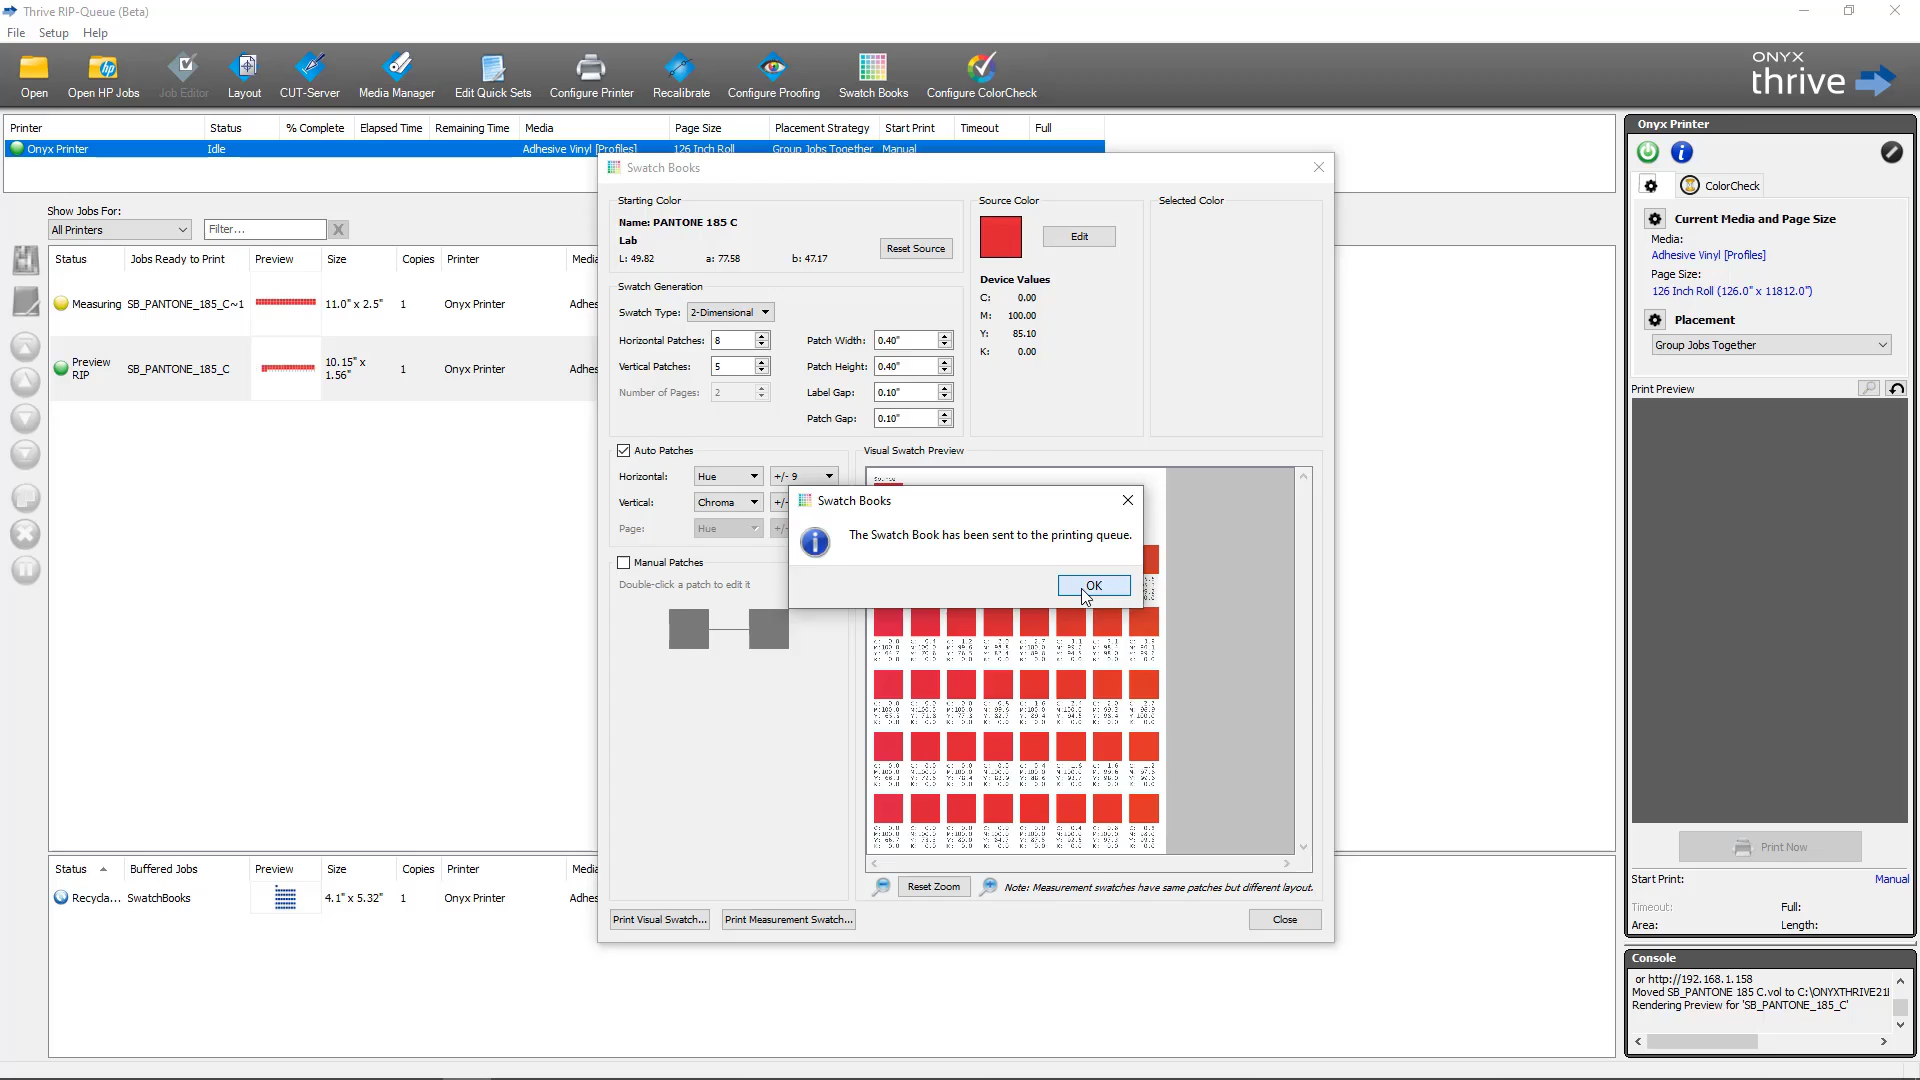 Thrive RIP-Queue (Beta)
File Setup Help
Open Open HP Jobs Job Editor Layout CUT-Server Media Manager Edit Quick Sets Configure Printer Recalibrate Configure Proofing Swatch Books Configure ColorCheck
ONYX
thrive
Printer Status % Complete Elapsed Time Remaining Time Media Page Size Placement Strategy Start Print Timeout Full
Onyx Printer Idle Adhesive Vinyl [Profiles] 126 Inch Roll Group Jobs Together Manual
Show Jobs For:
All Printers Filter... X
Status Jobs Ready to Print Preview Size Copies Printer Media
Measuring SB_PANTONE_185_C~1 11.0" x 2.5" 1 Onyx Printer Adhes
Preview RIP SB_PANTONE_185_C 10.15" x 1.56" 1 Onyx Printer Adhes
Status Buffered Jobs Preview Size Copies Printer Media
Recycla... SwatchBooks 4.1" x 5.32" 1 Onyx Printer Adhes
Swatch Books
Starting Color
Name: PANTONE 185 C
Lab
L: 49.82 a: 77.58 b: 47.17
Reset Source
Swatch Generation
Swatch Type: 2-Dimensional
Horizontal Patches: 8 Patch Width: 0.40"
Vertical Patches: 5 Patch Height: 0.40"
Number of Pages: 2 Label Gap: 0.10"
Patch Gap: 0.10"
Source Color
Edit
Device Values
C: 0.00
M: 100.00
Y: 85.10
K: 0.00
Selected Color
Auto Patches
Horizontal: Hue +/- 9
Vertical: Chroma +/-
Page: Hue +/-
Manual Patches
Double-click a patch to edit it
Visual Swatch Preview
Source
Swatch Books
The Swatch Book has been sent to the printing queue.
OK
Reset Zoom
Note: Measurement swatches have same patches but different layout.
Print Visual Swatch... Print Measurement Swatch... Close
Onyx Printer
ColorCheck
Current Media and Page Size
Media:
Adhesive Vinyl [Profiles]
Page Size:
126 Inch Roll (126.0" x 11812.0")
Placement
Group Jobs Together
Print Preview
Print Now
Start Print: Manual
Timeout: Full:
Area: Length:
Console
or http://192.168.1.158
Moved SB_PANTONE 185 C.vol to C:\ONYXTHRIVE21\
Rendering Preview for 'SB_PANTONE_185_C'